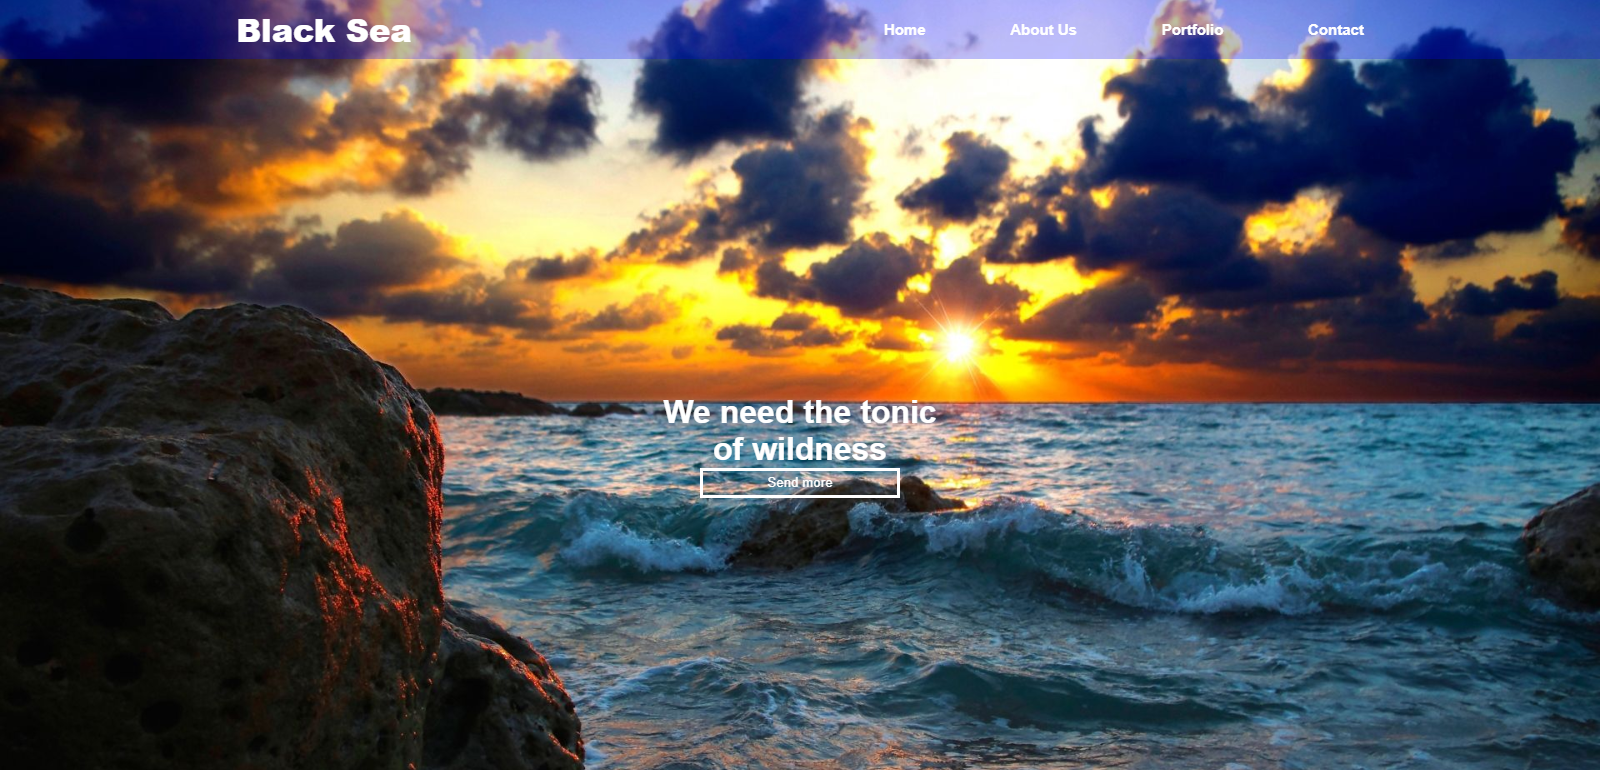 Black Sea
Home About Us Portfolio Contact
We need the tonic
of wildness
Send more